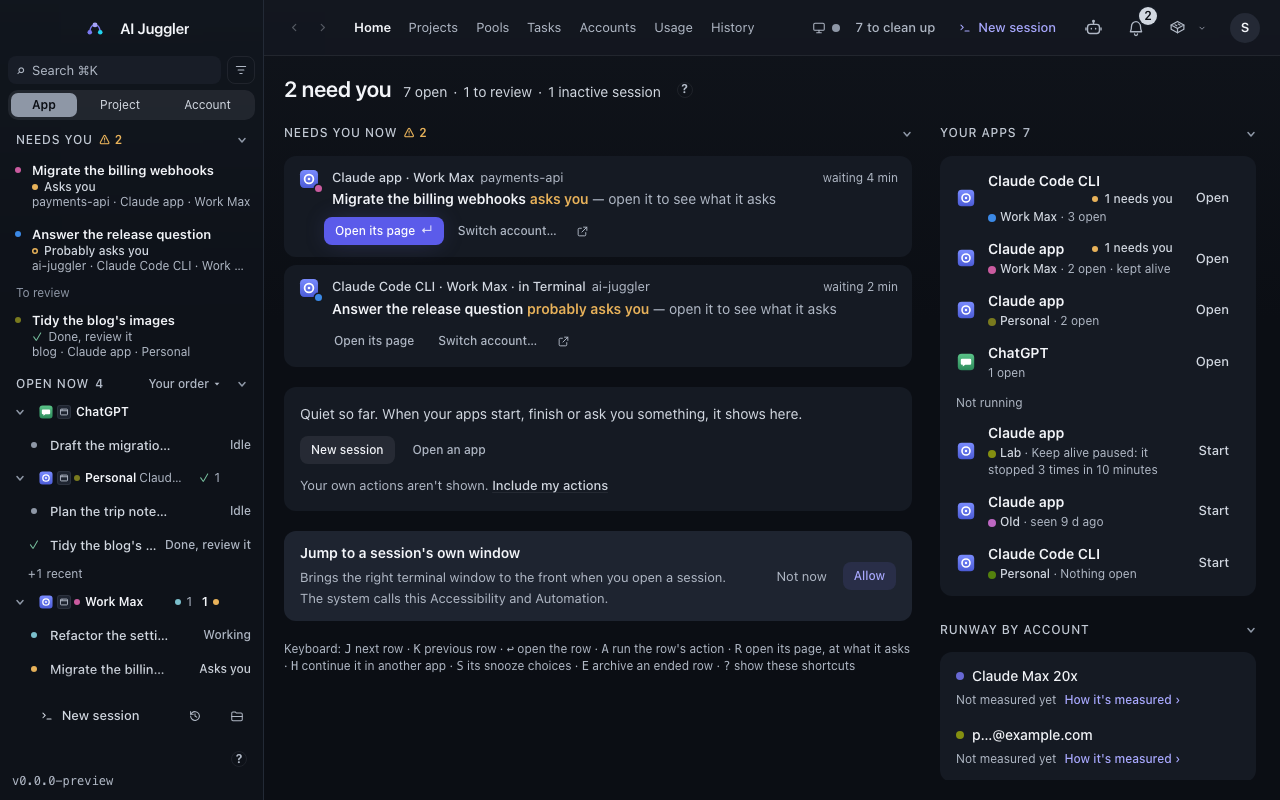 AI Juggler
Search ⌘K
App
Project
Account
NEEDS YOU 2
Migrate the billing webhooks
Asks you
payments-api · Claude app · Work Max
Answer the release question
Probably asks you
ai-juggler · Claude Code CLI · Work ...
To review
Tidy the blog's images
Done, review it
blog · Claude app · Personal
OPEN NOW 4
Your order
ChatGPT
Draft the migratio...
Idle
Personal Claud...
1
Plan the trip note...
Idle
Tidy the blog's ...
Done, review it
+1 recent
Work Max
1
1
Refactor the setti...
Working
Migrate the billin...
Asks you
New session
?
v0.0.0-preview
Home
Projects
Pools
Tasks
Accounts
Usage
History
7 to clean up
New session
2
S
2 need you
7 open · 1 to review · 1 inactive session
?
NEEDS YOU NOW 2
Claude app · Work Max payments-api
waiting 4 min
Migrate the billing webhooks asks you — open it to see what it asks
Open its page ↵
Switch account...
Claude Code CLI · Work Max · in Terminal ai-juggler
waiting 2 min
Answer the release question probably asks you — open it to see what it asks
Open its page
Switch account...
Quiet so far. When your apps start, finish or ask you something, it shows here.
New session
Open an app
Your own actions aren't shown. Include my actions
Jump to a session's own window
Brings the right terminal window to the front when you open a session.
The system calls this Accessibility and Automation.
Not now
Allow
Keyboard: J next row · K previous row · ↩ open the row · A run the row's action · R open its page, at what it asks
· H continue it in another app · S its snooze choices · E archive an ended row · ? show these shortcuts
YOUR APPS 7
Claude Code CLI
1 needs you
Work Max · 3 open
Open
Claude app
1 needs you
Work Max · 2 open · kept alive
Open
Claude app
Personal · 2 open
Open
ChatGPT
1 open
Open
Not running
Claude app
Lab · Keep alive paused: it
stopped 3 times in 10 minutes
Start
Claude app
Old · seen 9 d ago
Start
Claude Code CLI
Personal · Nothing open
Start
RUNWAY BY ACCOUNT
Claude Max 20x
Not measured yet How it's measured ›
p...@example.com
Not measured yet How it's measured ›